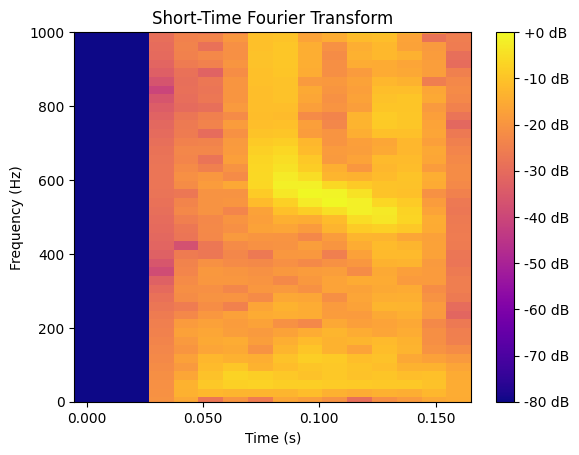 Short-Time Fourier Transform
1000
800
600
400
200
0
Frequency (Hz)
0.000
0.050
0.100
0.150
Time (s)
+0 dB
-10 dB
-20 dB
-30 dB
-40 dB
-50 dB
-60 dB
-70 dB
-80 dB